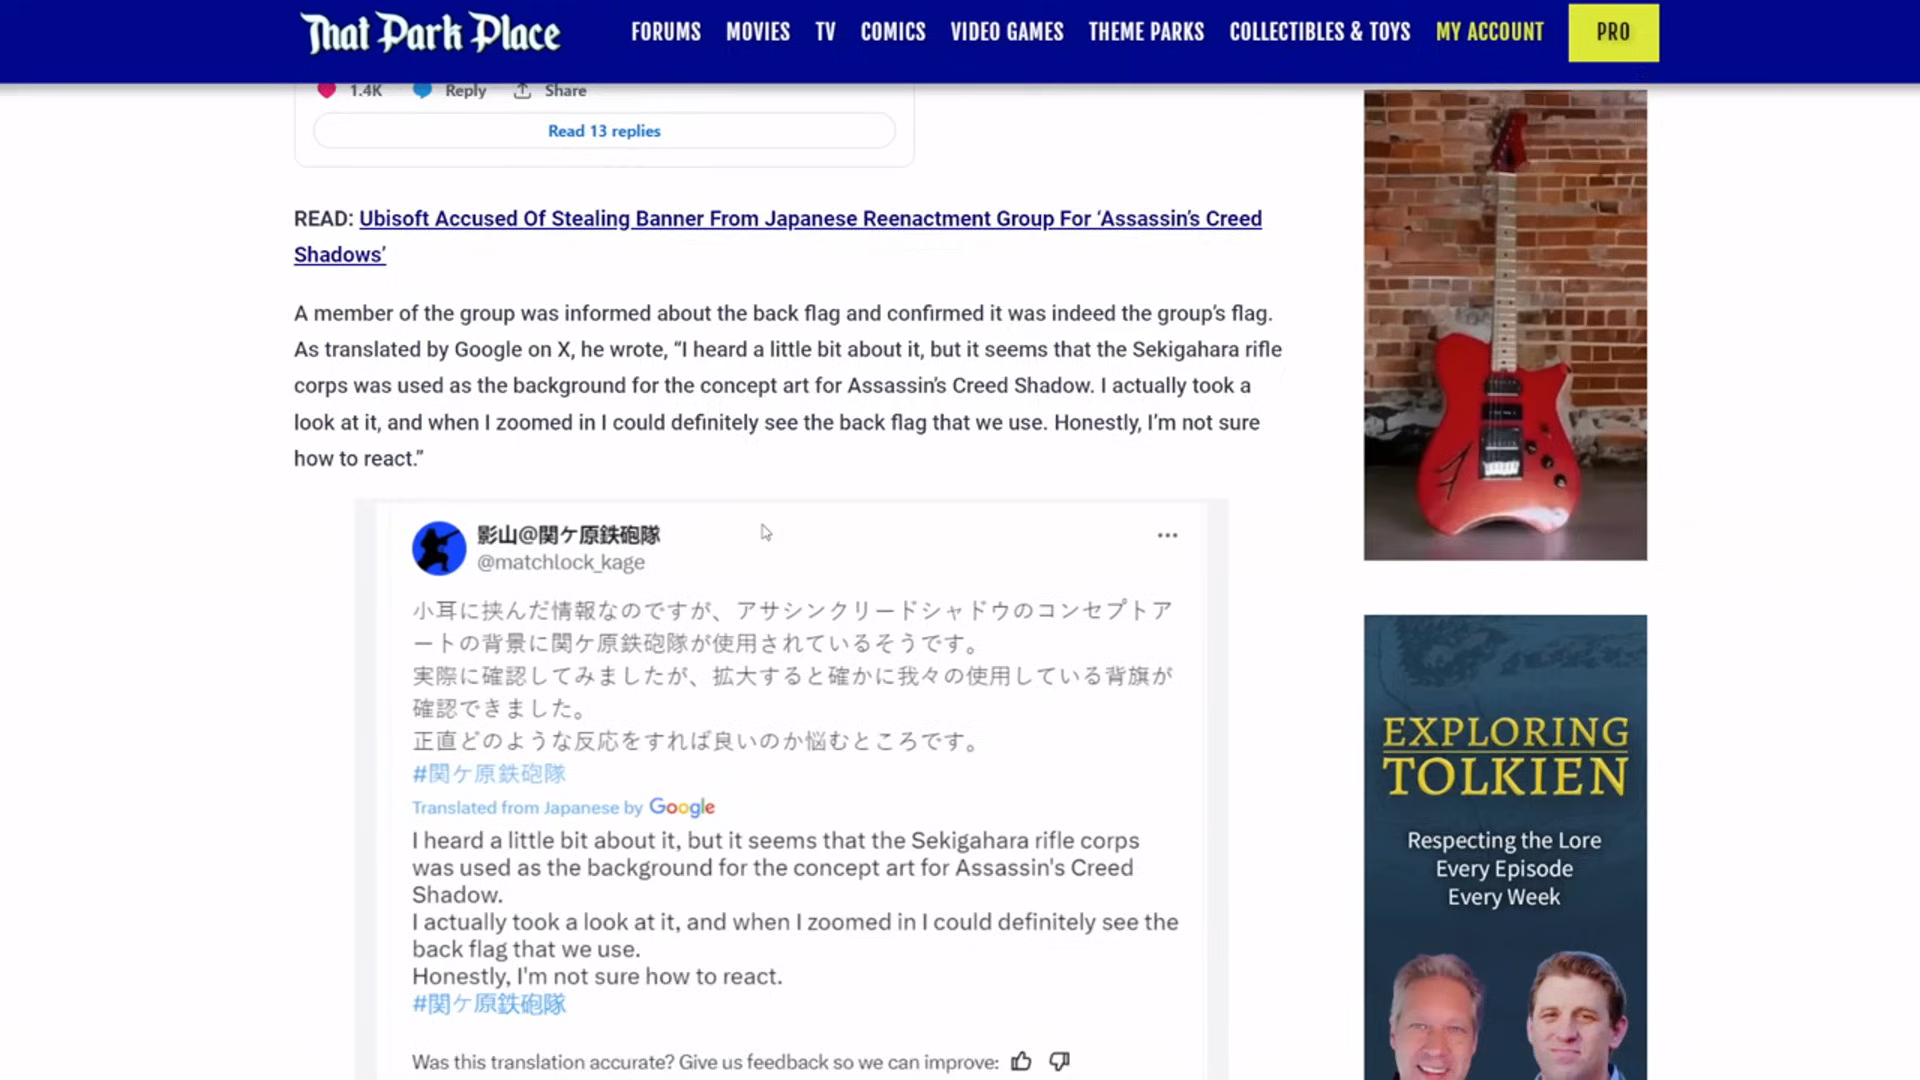 That Park Place
FORUMS MOVIES TV COMICS VIDEO GAMES THEME PARKS COLLECTIBLES & TOYS MY ACCOUNT PRO
1.4K Reply Share
Read 13 replies
READ: Ubisoft Accused Of Stealing Banner From Japanese Reenactment Group For ‘Assassin’s Creed
Shadows’
A member of the group was informed about the back flag and confirmed it was indeed the group’s flag.
As translated by Google on X, he wrote, “I heard a little bit about it, but it seems that the Sekigahara rifle
corps was used as the background for the concept art for Assassin’s Creed Shadow. I actually took a
look at it, and when I zoomed in I could definitely see the back flag that we use. Honestly, I’m not sure
how to react.”
影山@関ケ原鉄砲隊
@matchlock_kage
小耳に挟んだ情報なのですが、アサシンクリードシャドウのコンセプトア
ートの背景に関ケ原鉄砲隊が使用されているそうです。
実際に確認してみましたが、拡大すると確かに我々の使用している背旗が
確認できました。
正直どのような反応をすれば良いのか悩むところです。
#関ケ原鉄砲隊
Translated from Japanese by Google
I heard a little bit about it, but it seems that the Sekigahara rifle corps
was used as the background for the concept art for Assassin's Creed
Shadow.
I actually took a look at it, and when I zoomed in I could definitely see the
back flag that we use.
Honestly, I'm not sure how to react.
#関ケ原鉄砲隊
Was this translation accurate? Give us feedback so we can improve:
EXPLORING
TOLKIEN
Respecting the Lore
Every Episode
Every Week